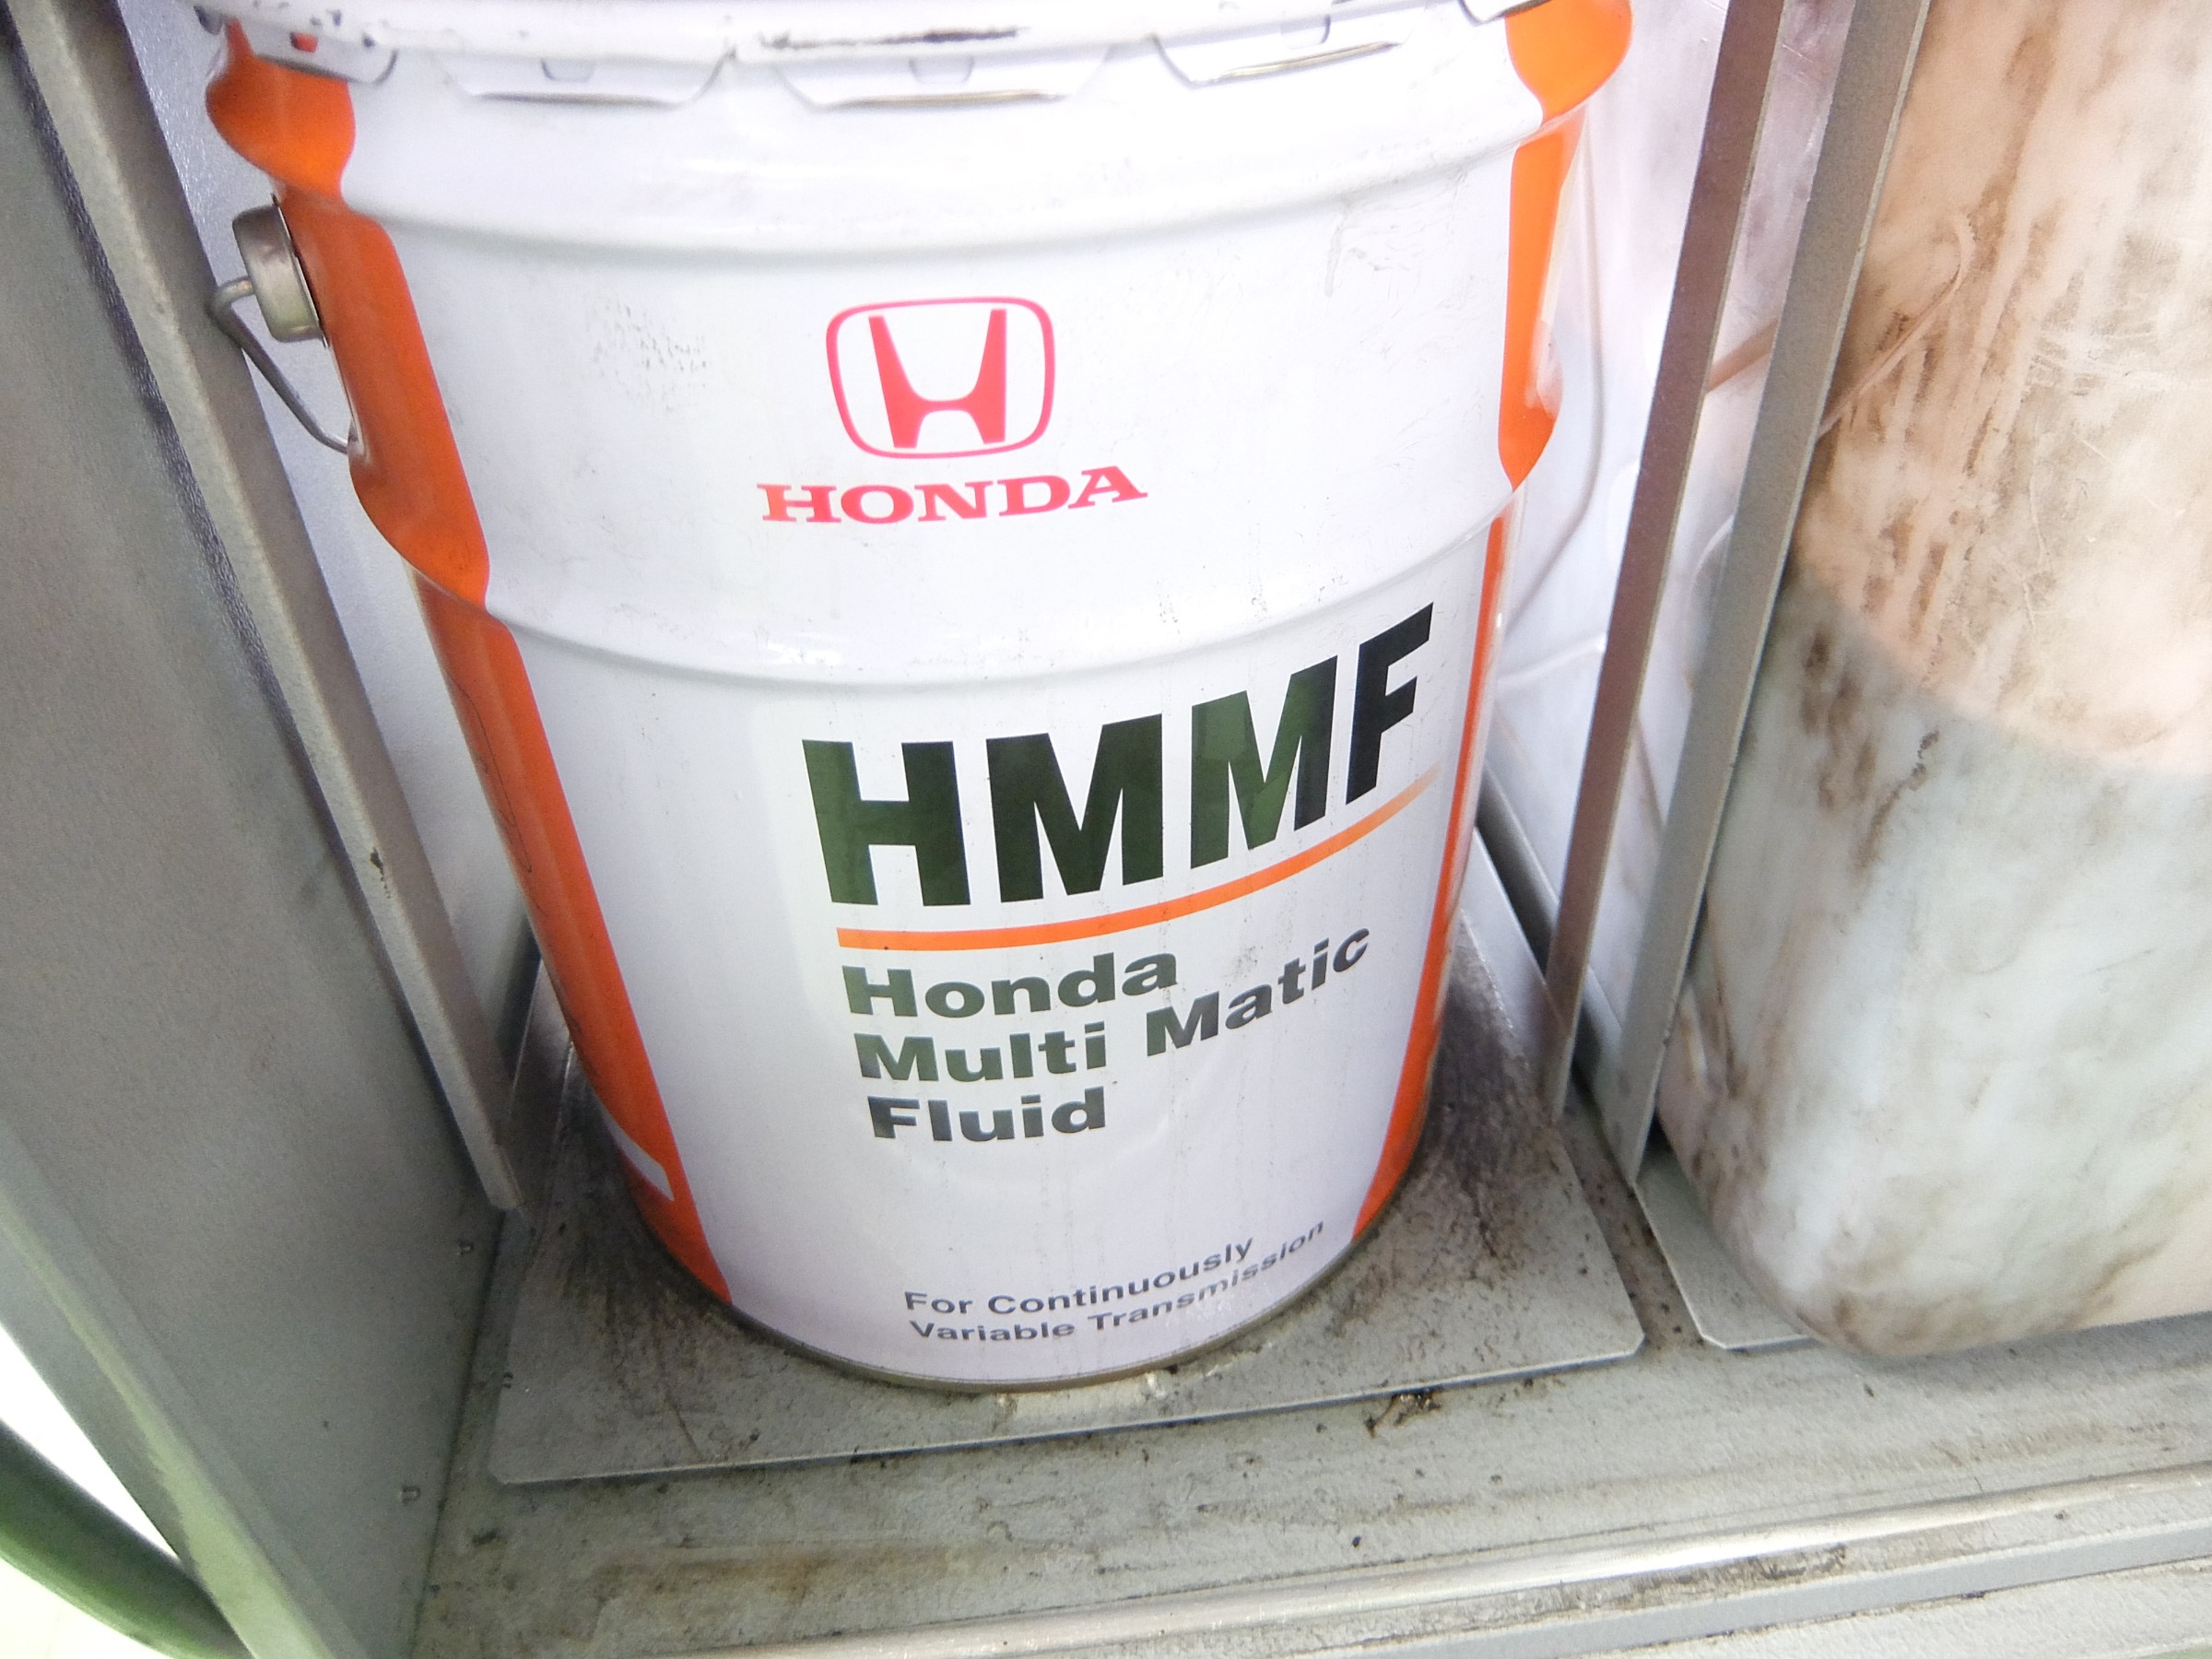 HONDA
HMMF
Honda
Multi Matic
Fluid
For Continuously
Variable Transmission